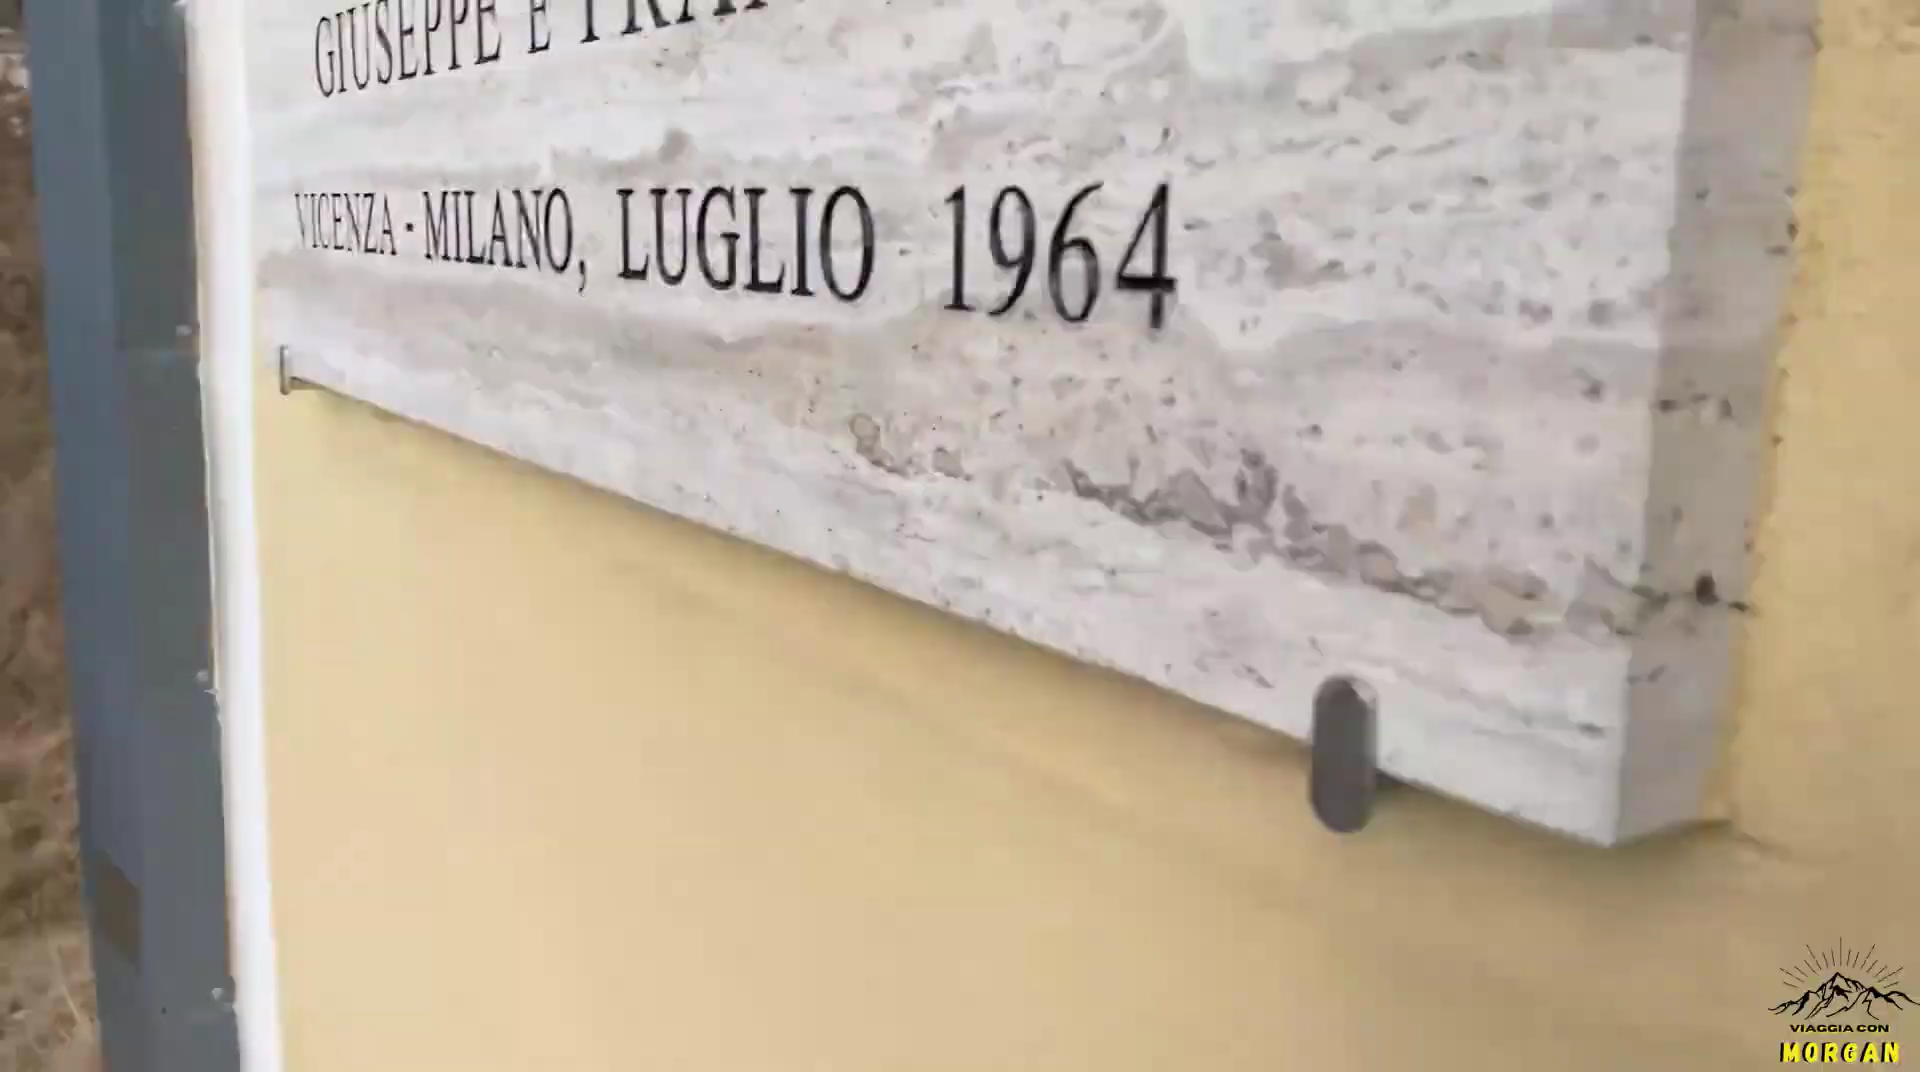 GIUSEPPE E
VICENZA - MILANO, LUGLIO 1964
VIAGGIA CON
MORGAN